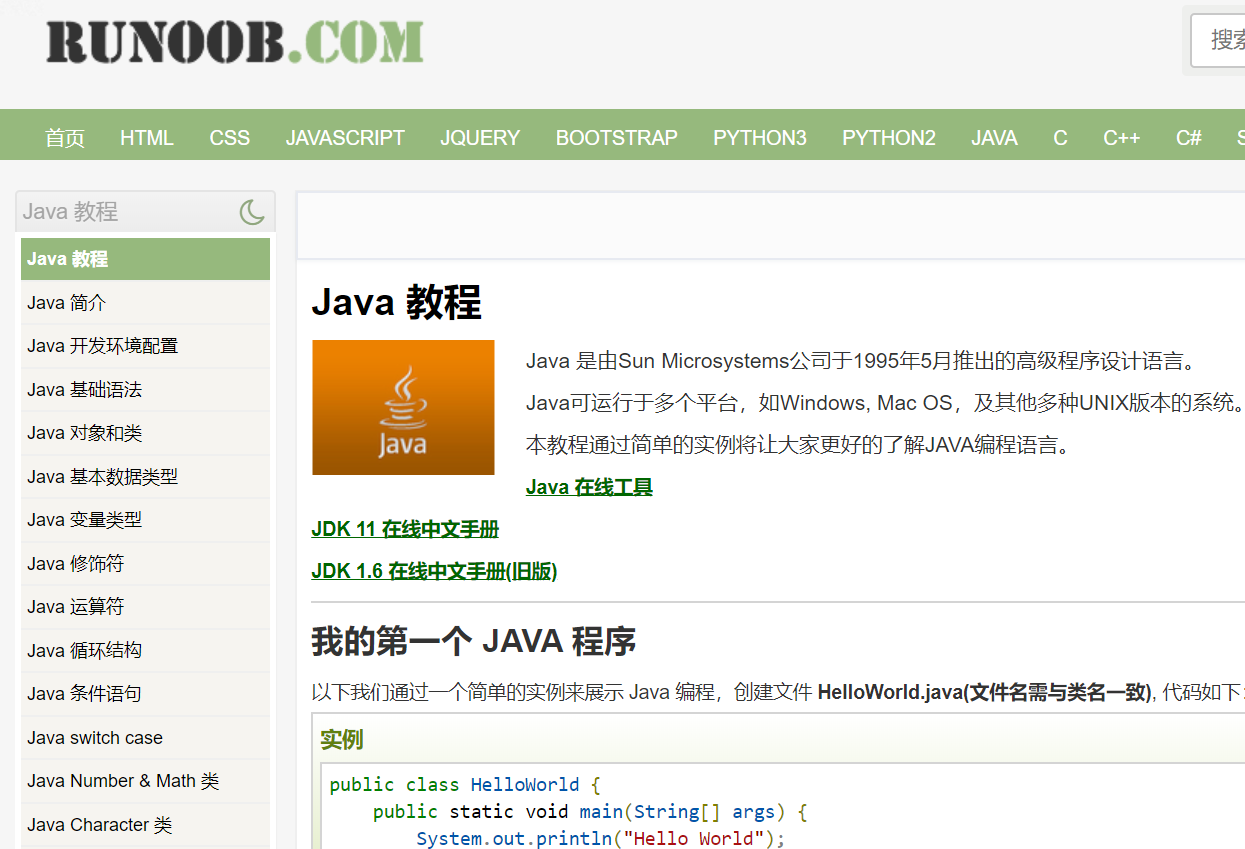 RUNOOB.COM
搜索
首页 HTML CSS JAVASCRIPT JQUERY BOOTSTRAP PYTHON3 PYTHON2 JAVA C C++ C# S
Java 教程
Java 教程
Java 简介
Java 开发环境配置
Java 基础语法
Java 对象和类
Java 基本数据类型
Java 变量类型
Java 修饰符
Java 运算符
Java 循环结构
Java 条件语句
Java switch case
Java Number & Math 类
Java Character 类
Java 教程
Java
Java 是由Sun Microsystems公司于1995年5月推出的高级程序设计语言。
Java可运行于多个平台，如Windows, Mac OS，及其他多种UNIX版本的系统。
本教程通过简单的实例将让大家更好的了解JAVA编程语言。
Java 在线工具
JDK 11 在线中文手册
JDK 1.6 在线中文手册(旧版)
我的第一个 JAVA 程序
以下我们通过一个简单的实例来展示 Java 编程，创建文件 HelloWorld.java(文件名需与类名一致), 代码如下:
实例
public class HelloWorld {
    public static void main(String[] args) {
        System.out.println("Hello World");